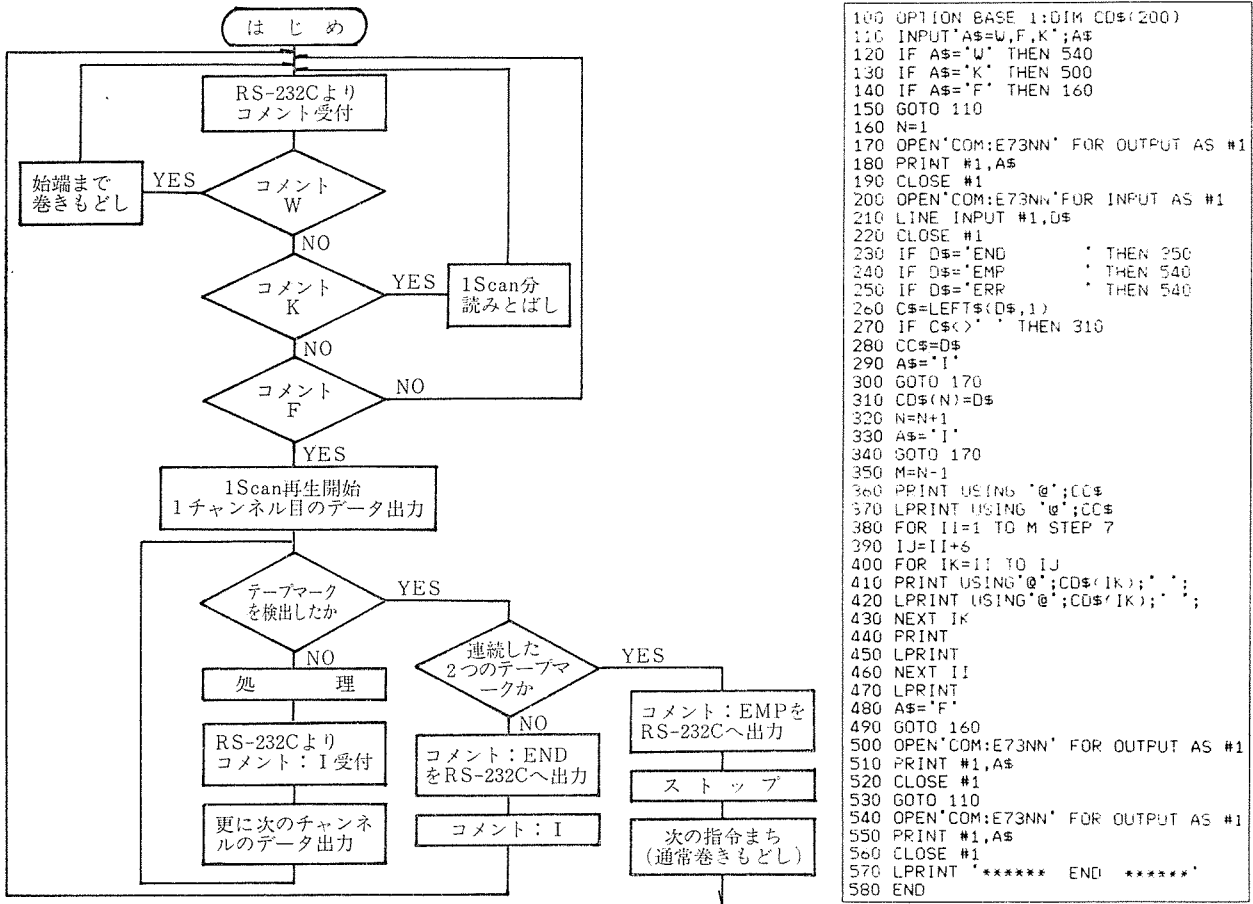 は じ め
RS-232Cより
コメント受付
始端まで
巻きもどし
YES
コメント
W
NO
コメント
K
YES
1Scan分
読みとばし
NO
コメント
F
NO
YES
1Scan再生開始
1チャンネル目のデータ出力
テープマーク
を検出したか
YES
NO
処 理
RS-232Cより
コメント：I受付
更に次のチャンネ
ルのデータ出力
連続した
2つのテープマ
ークか
YES
NO
コメント：END
をRS-232Cへ出力
コメント：I
コメント：EMPを
RS-232Cへ出力
ス ト ッ プ
次の指令まち
(通常巻きもどし)
100 OPTION BASE 1:DIM CD$(200)
110 INPUT"A$=W,F,K";A$
120 IF A$="W" THEN 540
130 IF A$="K" THEN 500
140 IF A$="F" THEN 160
150 GOTO 110
160 N=1
170 OPEN"COM:E73NN" FOR OUTPUT AS #1
180 PRINT #1,A$
190 CLOSE #1
200 OPEN"COM:E73NN"FOR INPUT AS #1
210 LINE INPUT #1,D$
220 CLOSE #1
230 IF D$="END        " THEN 350
240 IF D$="EMP        " THEN 540
250 IF D$="ERR        " THEN 540
260 C$=LEFT$(D$,1)
270 IF C$<>" " THEN 310
280 CC$=D$
290 A$="I"
300 GOTO 170
310 CD$(N)=D$
320 N=N+1
330 A$="I"
340 GOTO 170
350 M=N-1
360 PRINT USING "@";CC$
370 LPRINT USING "@";CC$
380 FOR II=1 TO M STEP 7
390 IJ=II+6
400 FOR IK=II TO IJ
410 PRINT USING"@";CD$(IK);" ";
420 LPRINT USING"@";CD$(IK);" ";
430 NEXT IK
440 PRINT
450 LPRINT
460 NEXT II
470 LPRINT
480 A$="F"
490 GOTO 160
500 OPEN"COM:E73NN" FOR OUTPUT AS #1
510 PRINT #1,A$
520 CLOSE #1
530 GOTO 110
540 OPEN"COM:E73NN" FOR OUTPUT AS #1
550 PRINT #1,A$
560 CLOSE #1
570 LPRINT "****** END ******"
580 END